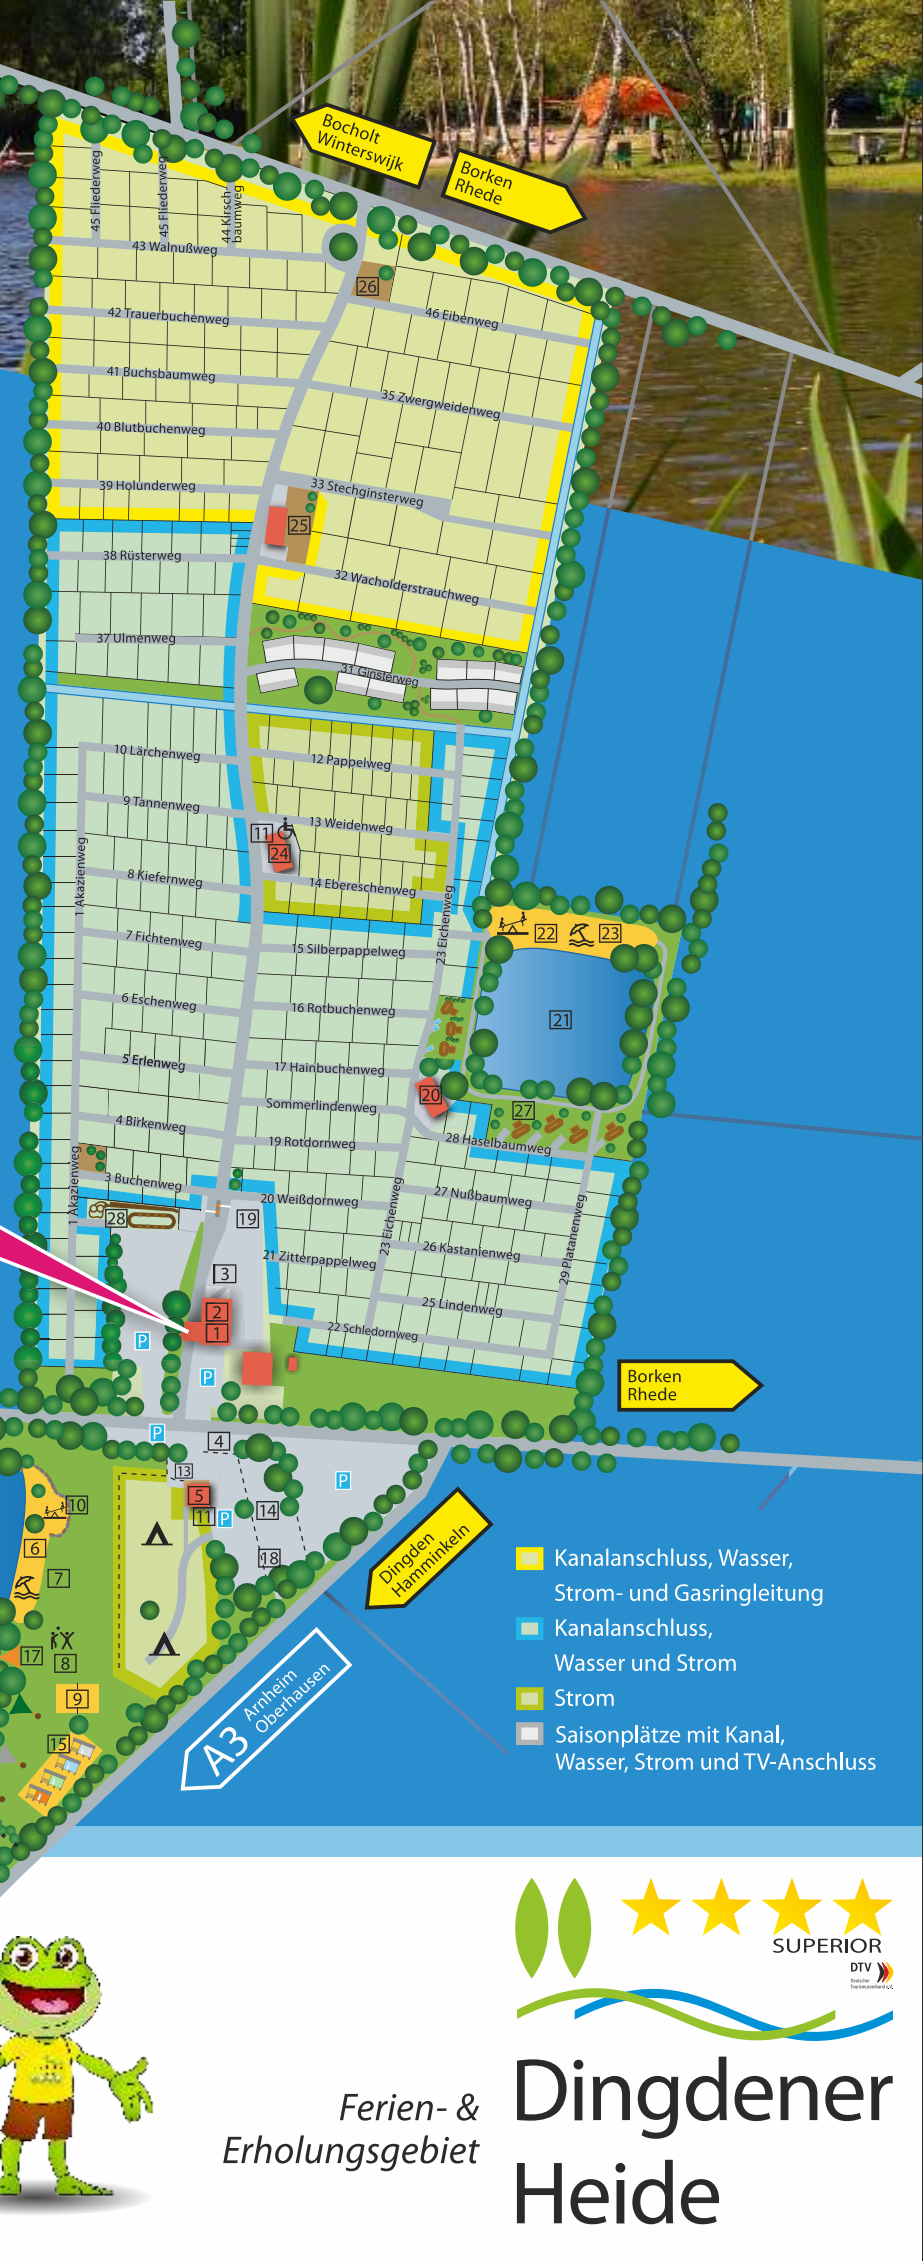 Bocholt
Winterswijk
Borken
Rhede
45 Fliederweg
45 Fliederweg
44 Kirsch-
baumweg
43 Walnußweg
26
46 Eibenweg
42 Trauerbuchenweg
41 Buchsbaumweg
35 Zwergweidenweg
40 Blutbuchenweg
39 Holunderweg
33 Stechginsterweg
25
38 Rüsterweg
32 Wacholderstrauchweg
37 Ulmenweg
31 Ginsterweg
10 Lärchenweg
12 Pappelweg
9 Tannenweg
13 Weidenweg
11
24
1 Akazienweg
8 Kiefernweg
14 Ebereschenweg
23 Eichenweg
22
23
7 Fichtenweg
15 Silberpappelweg
6 Eschenweg
16 Rotbuchenweg
21
5 Erlenweg
17 Hainbuchenweg
20
Sommerlindenweg
27
4 Birkenweg
19 Rotdornweg
28 Haselbaumweg
1 Akazienweg
3 Buchenweg
20 Weißdornweg
27 Nußbaumweg
28
19
23 Eichenweg
29 Platanenweg
21 Zitterpappelweg
26 Kastanienweg
3
25 Lindenweg
2
1
22 Schledornweg
P
P
Borken
Rhede
P
4
13
P
5
10
11
P
14
6
18
7
Dingden
Hamminkeln
17
8
9
15
A3
Arnheim
Oberhausen
Kanalanschluss, Wasser,
Strom- und Gasringleitung
Kanalanschluss,
Wasser und Strom
Strom
Saisonplätze mit Kanal,
Wasser, Strom und TV-Anschluss
SUPERIOR
DTV
Deutscher
Tourismusverband e.V.
Ferien- &
Erholungsgebiet
Dingdener
Heide